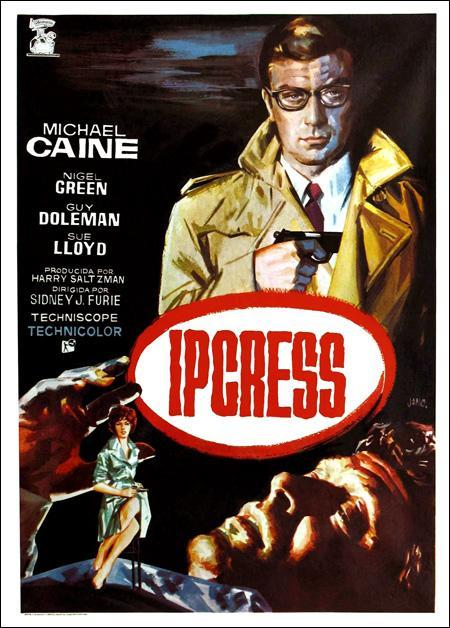 MICHAEL
CAINE
NIGEL
GREEN
GUY
DOLEMAN
SUE
LLOYD
PRODUCIDA POR
HARRY SALTZMAN
DIRIGIDA POR
SIDNEY J. FURIE
TECHNISCOPE
TECHNICOLOR
IPCRESS
JANO.